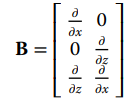 B = [ ∂/∂x 0
0 ∂/∂z
∂/∂z ∂/∂x ]